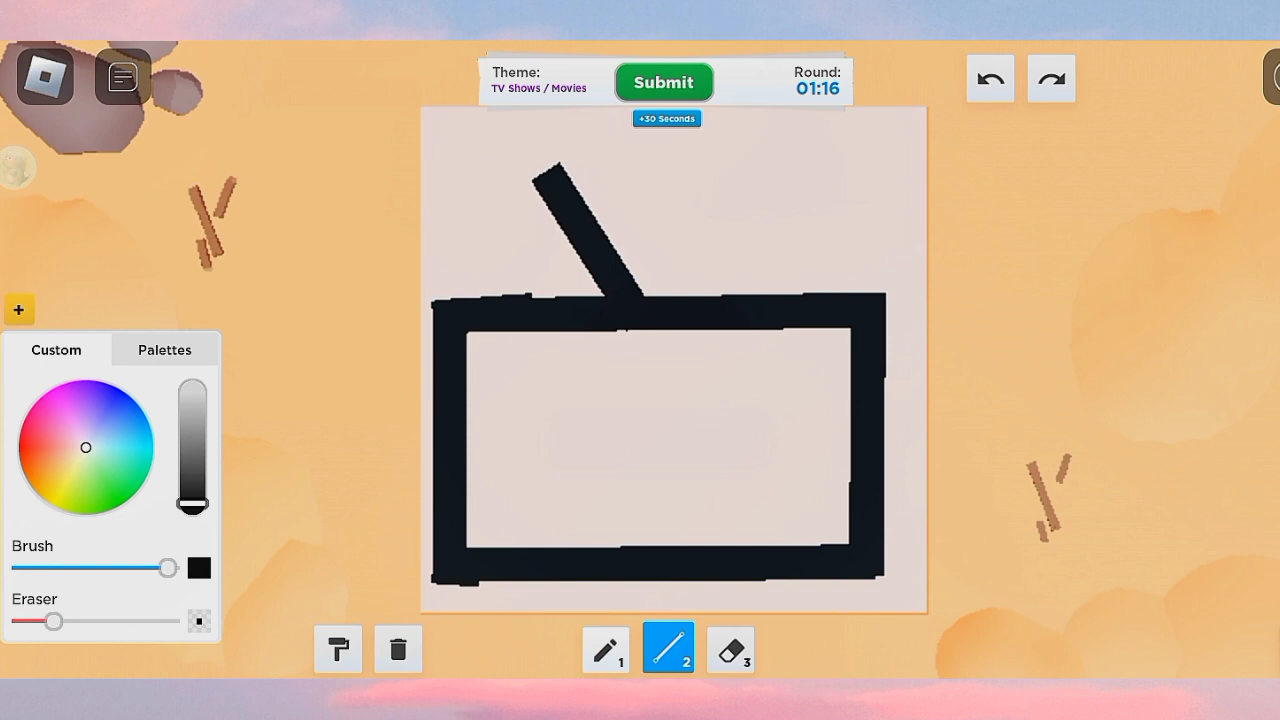 Theme:
TV Shows / Movies
Submit
Round:
01:16
+30 Seconds
+
Custom
Palettes
Brush
Eraser
1
2
3